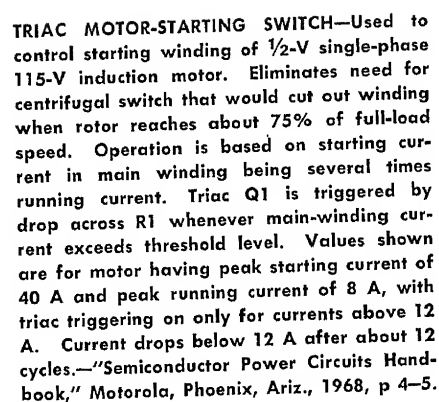 TRIAC MOTOR-STARTING SWITCH—Used to
control starting winding of ½-V single-phase
115-V induction motor. Eliminates need for
centrifugal switch that would cut out winding
when rotor reaches about 75% of full-load
speed. Operation is based on starting cur-
rent in main winding being several times
running current. Triac Q1 is triggered by
drop across R1 whenever main-winding cur-
rent exceeds threshold level. Values shown
are for motor having peak starting current of
40 A and peak running current of 8 A, with
triac triggering on only for currents above 12
A. Current drops below 12 A after about 12
cycles.—"Semiconductor Power Circuits Hand-
book," Motorola, Phoenix, Ariz., 1968, p 4–5.